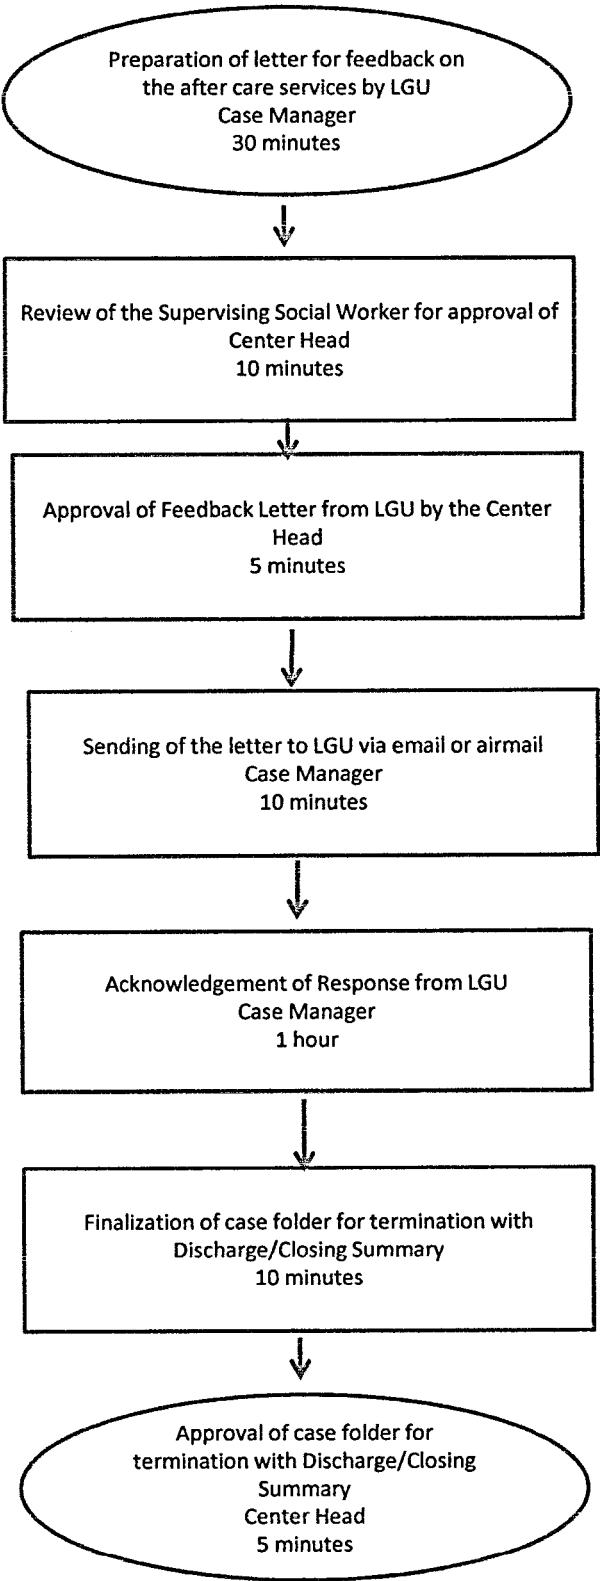 Preparation of letter for feedback on
the after care services by LGU
Case Manager
30 minutes
Review of the Supervising Social Worker for approval of
Center Head
10 minutes
Approval of Feedback Letter from LGU by the Center
Head
5 minutes
Sending of the letter to LGU via email or airmail
Case Manager
10 minutes
Acknowledgement of Response from LGU
Case Manager
1 hour
Finalization of case folder for termination with
Discharge/Closing Summary
10 minutes
Approval of case folder for
termination with Discharge/Closing
Summary
Center Head
5 minutes